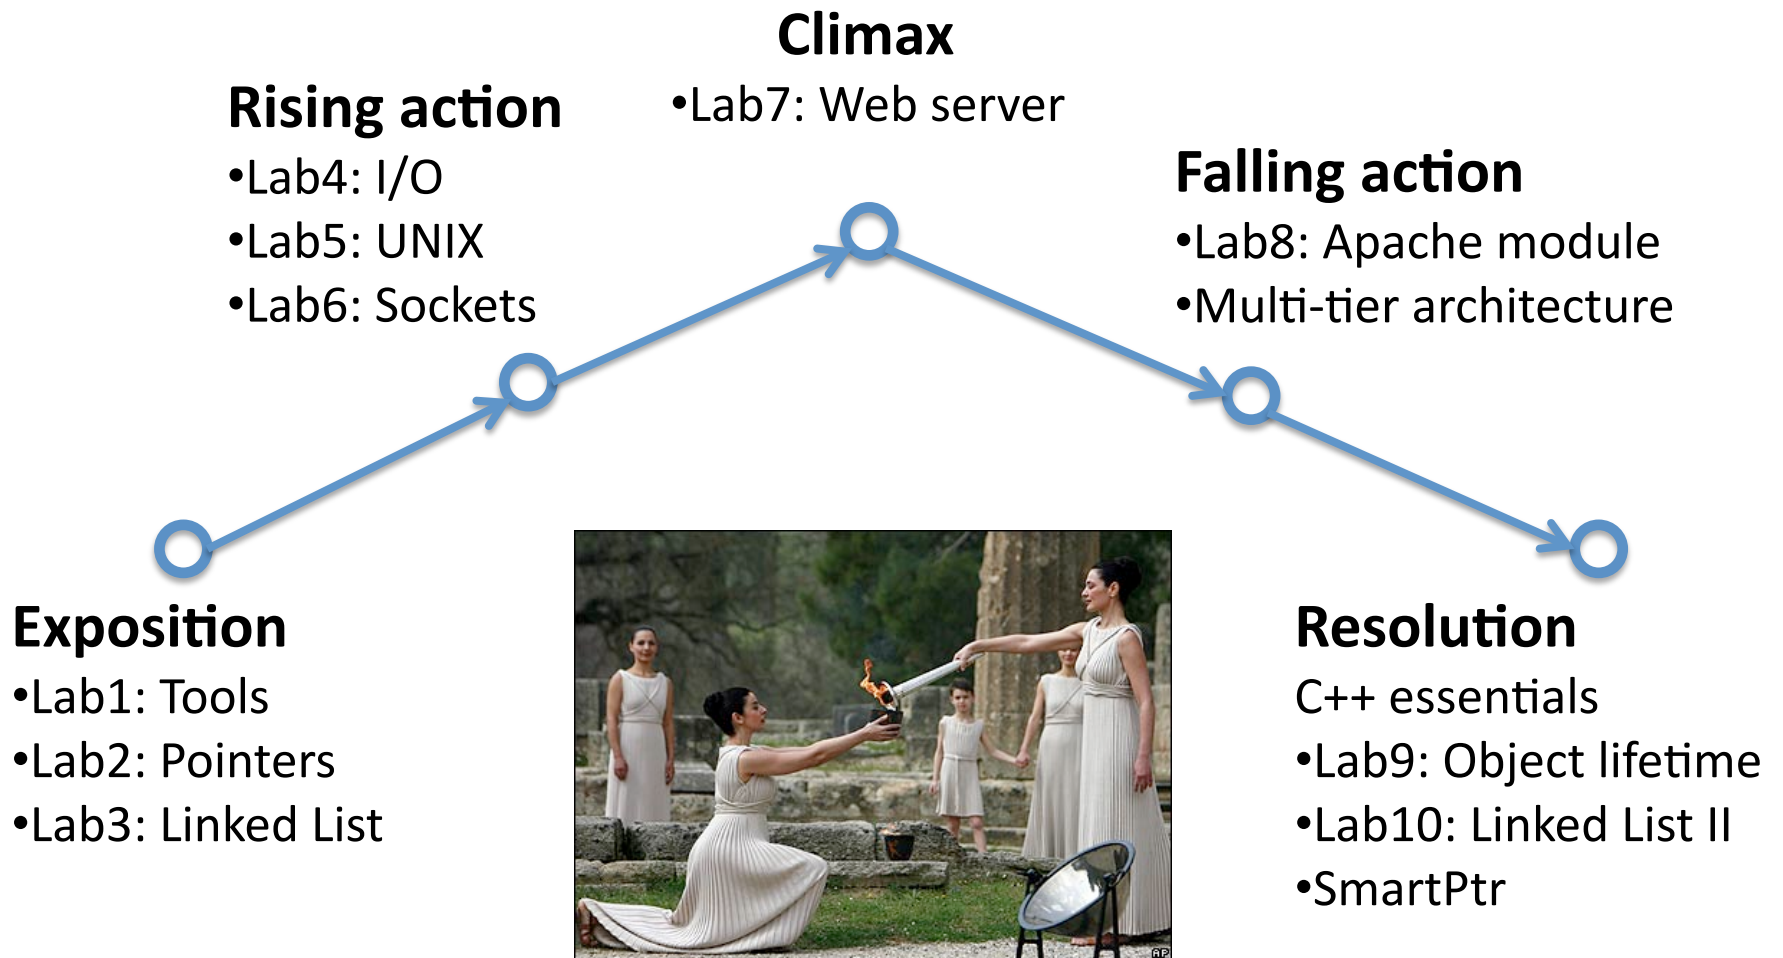 Climax
•Lab7: Web server
Rising action
•Lab4: I/O
•Lab5: UNIX
•Lab6: Sockets
Falling action
•Lab8: Apache module
•Multi-tier architecture
Exposition
•Lab1: Tools
•Lab2: Pointers
•Lab3: Linked List
Resolution
C++ essentials
•Lab9: Object lifetime
•Lab10: Linked List II
•SmartPtr
AP